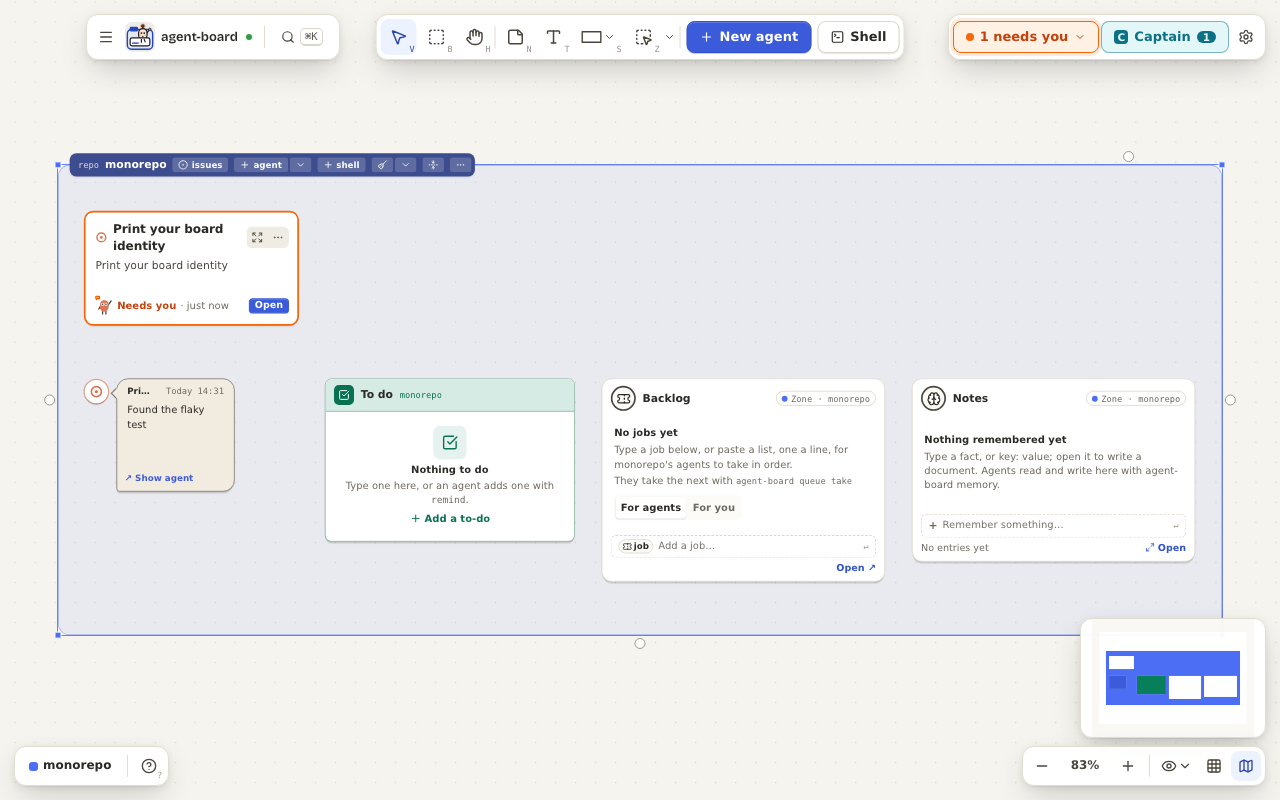 agent-board
⌘K
V
B
H
N
T
S
Z
+ New agent
Shell
1 needs you
C Captain 1
repo monorepo
issues
+ agent
+ shell
Print your board
identity
Print your board identity
Needs you · just now
Open
Pri...
Today 14:31
Found the flaky
test
↗ Show agent
To do monorepo
Nothing to do
Type one here, or an agent adds one with
remind.
+ Add a to-do
Backlog
Zone · monorepo
No jobs yet
Type a job below, or paste a list, one a line, for
monorepo's agents to take in order.
They take the next with agent-board queue take
For agents
For you
job Add a job...
↵
Open ↗
Notes
Zone · monorepo
Nothing remembered yet
Type a fact, or key: value; open it to write a
document. Agents read and write here with agent-
board memory.
+ Remember something...
↵
No entries yet
Open
monorepo
?
83%